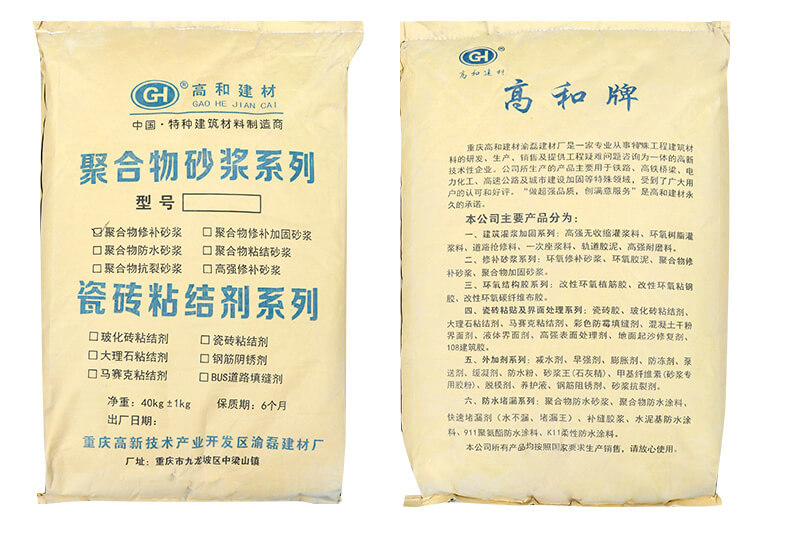 GH ® 高和建材
GAO HE JIAN CAI
中国·特种建筑材料制造商
聚合物砂浆系列
型号
聚合物修补砂浆 聚合物修补加固砂浆
聚合物防水砂浆 聚合物粘结砂浆
聚合物抗裂砂浆 高强修补砂浆
瓷砖粘结剂系列
玻化砖粘结剂 瓷砖粘结剂
大理石粘结剂 钢筋阴锈剂
马赛克粘结剂 BUS道路填缝剂
净重：40kg±1kg 保质期：6个月
出厂日期：
重庆高新技术产业开发区渝磊建材厂
厂址：重庆市九龙坡区中梁山镇
GH ®
高和建材
高和牌
重庆高和建材渝磊建材厂是一家专业从事特殊工程建筑材
料的研发、生产，销售及提供工程疑难问题咨询为一体的高新
技术性企业。公司所生产的产品主要用于铁路、高铁桥梁、电
力化工、高速公路及城市建设加固等特殊领域，受到了广大用
户的认可和好评。“做超强品质，创满意服务”是高和建材永
久的承诺。
本公司主要产品分为：
一、建筑灌浆加固系列：高强无收缩灌浆料、环氧树脂灌
浆料、道路抢修料、一次座浆料、轨道胶泥、高强耐磨料。
二、修补砂浆系列：环氧修补砂浆、环氧胶泥、聚合物修
补砂浆、聚合物加固砂浆。
三、环氧结构胶系列：改性环氧植筋胶、改性环氧粘钢
胶、改性环氧碳纤维布胶。
四、瓷砖粘贴及界面处理系列：瓷砖胶、玻化砖粘结剂、
大理石粘结剂、马赛克粘结剂、彩色防霉填缝剂、混凝土干粉
界面剂、液体界面剂、高强表面处理剂、地面起沙修复剂、
108建筑胶。
五、外加剂系列：减水剂、早强剂、膨胀剂、防冻剂、泵
送剂、缓凝剂、防水粉、砂浆王(石灰精)、甲基纤维素(砂浆专
用胶粉)、脱模剂、养护液、钢筋阻锈剂、砂浆抗裂剂。
六、防水堵漏系列：聚合物防水砂浆、聚合物防水涂料、
快速堵漏剂（水不漏、堵漏王）、补缝胶浆、水泥基防水涂
料、911聚氨酯防水涂料、K11柔性防水涂料。
本公司所有产品均按照国家要求生产销售，请放心使用。